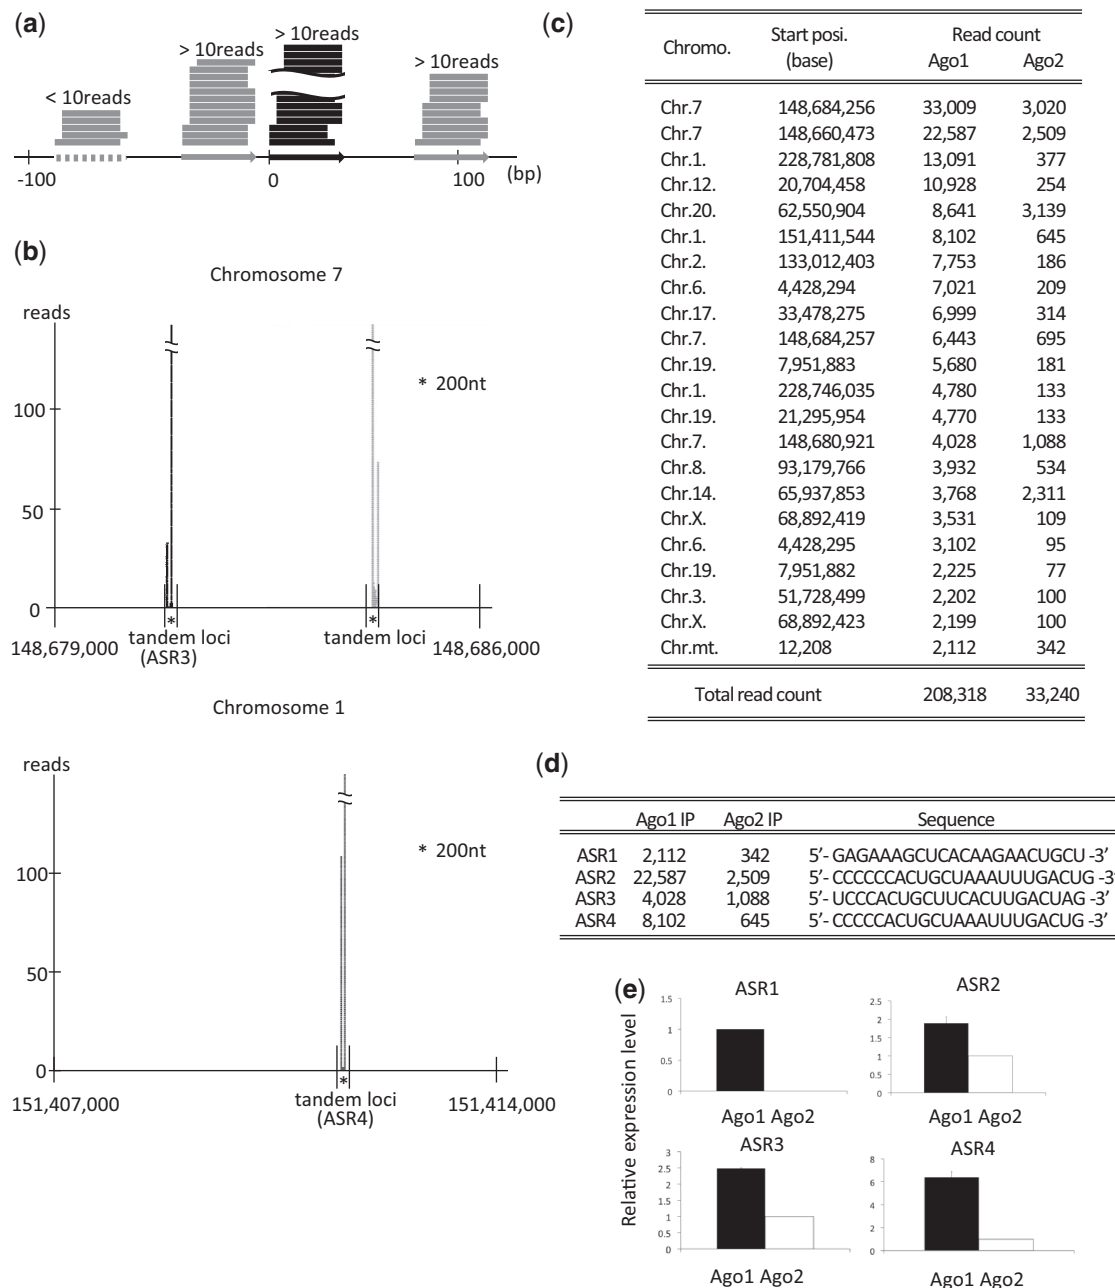 (a)
> 10reads
> 10reads
> 10reads
< 10reads
-100
0
100
(bp)
(b)
Chromosome 7
reads
100
50
0
* 200nt
*
*
tandem loci
(ASR3)
tandem loci
148,679,000
148,686,000
Chromosome 1
reads
100
50
0
* 200nt
*
tandem loci
(ASR4)
151,407,000
151,414,000
(c)
Chromo. Start posi. (base) Read count
Ago1 Ago2
Chr.7 148,684,256 33,009 3,020
Chr.7 148,660,473 22,587 2,509
Chr.1. 228,781,808 13,091 377
Chr.12. 20,704,458 10,928 254
Chr.20. 62,550,904 8,641 3,139
Chr.1. 151,411,544 8,102 645
Chr.2. 133,012,403 7,753 186
Chr.6. 4,428,294 7,021 209
Chr.17. 33,478,275 6,999 314
Chr.7. 148,684,257 6,443 695
Chr.19. 7,951,883 5,680 181
Chr.1. 228,746,035 4,780 133
Chr.19. 21,295,954 4,770 133
Chr.7. 148,680,921 4,028 1,088
Chr.8. 93,179,766 3,932 534
Chr.14. 65,937,853 3,768 2,311
Chr.X. 68,892,419 3,531 109
Chr.6. 4,428,295 3,102 95
Chr.19. 7,951,882 2,225 77
Chr.3. 51,728,499 2,202 100
Chr.X. 68,892,423 2,199 100
Chr.mt. 12,208 2,112 342
Total read count 208,318 33,240
(d)
Ago1 IP Ago2 IP Sequence
ASR1 2,112 342 5'- GAGAAAGCUCACAAGAACUGCU -3'
ASR2 22,587 2,509 5'- CCCCCCACUGCUAAAUUUGACUG -3'
ASR3 4,028 1,088 5'- UCCCACUGCUUCACUUGACUAG -3'
ASR4 8,102 645 5'- CCCCCACUGCUAAAUUUGACUG -3'
(e)
Relative expression level
ASR1
1.5
1
0.5
0
Ago1 Ago2
ASR2
2.5
2
1.5
1
0.5
0
Ago1 Ago2
ASR3
3
2.5
2
1.5
1
0.5
0
Ago1 Ago2
ASR4
8
6
4
2
0
Ago1 Ago2